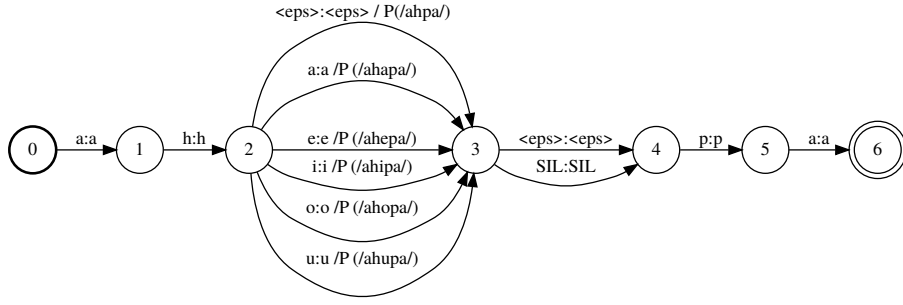 <eps>:<eps> / P(/ahpa/)
a:a /P (/ahapa/)
0 a:a 1 h:h 2 e:e /P (/ahepa/) 3 <eps>:<eps> 4 p:p 5 a:a 6
i:i /P (/ahipa/)
SIL:SIL
o:o /P (/ahopa/)
u:u /P (/ahupa/)